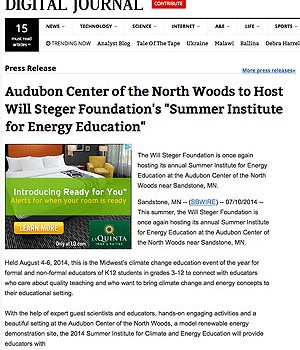 DIGITAL JOURNAL
CONTRIBUTE
15
must read
articles
NEWS
TECHNOLOGY
SCIENCE
INTERNET
A&E
LIFE
SPORTS
TRENDING NOW
Analyst Blog
Tale Of The Tape
Ukraine
Malawi
Ballina
Debra Harrel
Press Release
More press releases
Audubon Center of the North Woods to Host
Will Steger Foundation's "Summer Institute
for Energy Education"
Introducing Ready for You™
Alerts for when your room is ready
LEARN MORE
Only at LQ.com
LAQUINTA
INNS & SUITES
The Will Steger Foundation is once again
hosting its annual Summer Institute for
Energy Education at the Audubon Center of the
North Woods near Sandstone, MN.
Sandstone, MN -- (SBWIRE) -- 07/10/2014 --
This summer, the Will Steger Foundation is
once again hosting its annual Summer Institute
for Energy Education at the Audubon Center of
the North Woods near Sandstone, MN.
Held August 4-6, 2014, this is the Midwest's climate change education event of the year for
formal and non-formal educators of K12 students in grades 3-12 to connect with educators
who care about quality teaching and who want to bring climate change and energy concepts to
their educational setting.
With the help of expert guest scientists and educators, hands-on engaging activities and a
beautiful setting at the Audubon Center of the North Woods, a model renewable energy
demonstration site, the 2014 Summer Institute for Climate and Energy Education will provide
educators with